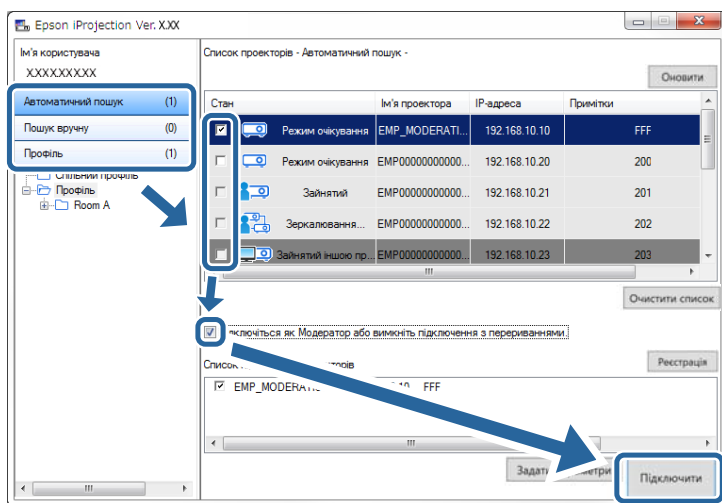 Epson iProjection Ver. X.XX
Ім'я користувача
XXXXXXXXX
Автоматичний пошук (1)
Пошук вручну (0)
Профіль (1)
Спільний профіль
Профіль
Room A
Список проекторів - Автоматичний пошук -
Оновити
Стан Ім'я проектора IP-адреса Примітки
Режим очікування EMP_MODERATI... 192.168.10.10 FFF
Режим очікування EMP00000000000... 192.168.10.20 200
Зайнятий EMP00000000000... 192.168.10.21 201
Зеркалювання... EMP00000000000... 192.168.10.22 202
Зайнятий іншою пр... EMP00000000000... 192.168.10.23 203
Очистити список
ключіться як Модератор або вимкніть підключення з перериваннями.
Список
Реєстрація
EMP_MODERA FFF
Задати
Підключити